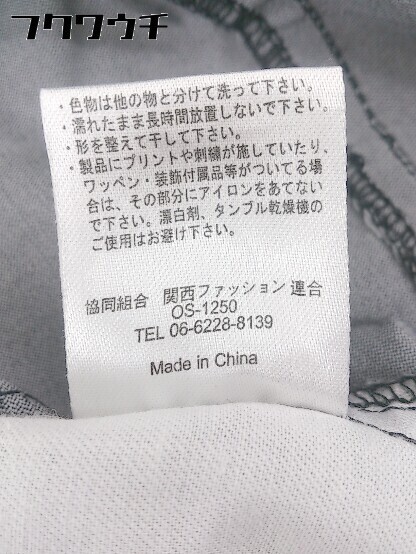 フクワウチ
・色物は他の物と分けて洗って下さい。
・濡れたまま長時間放置しないで下さい。
・形を整えて干して下さい。
・製品にプリントや刺繍が施していたり、
ワッペン・装飾付属品等がついてる場
合は、その部分にアイロンをあてない
で下さい。漂白剤、タンブル乾燥機の
ご使用はお避け下さい。
協同組合 関西ファッション連合
OS-1250
TEL 06-6228-8139
Made in China